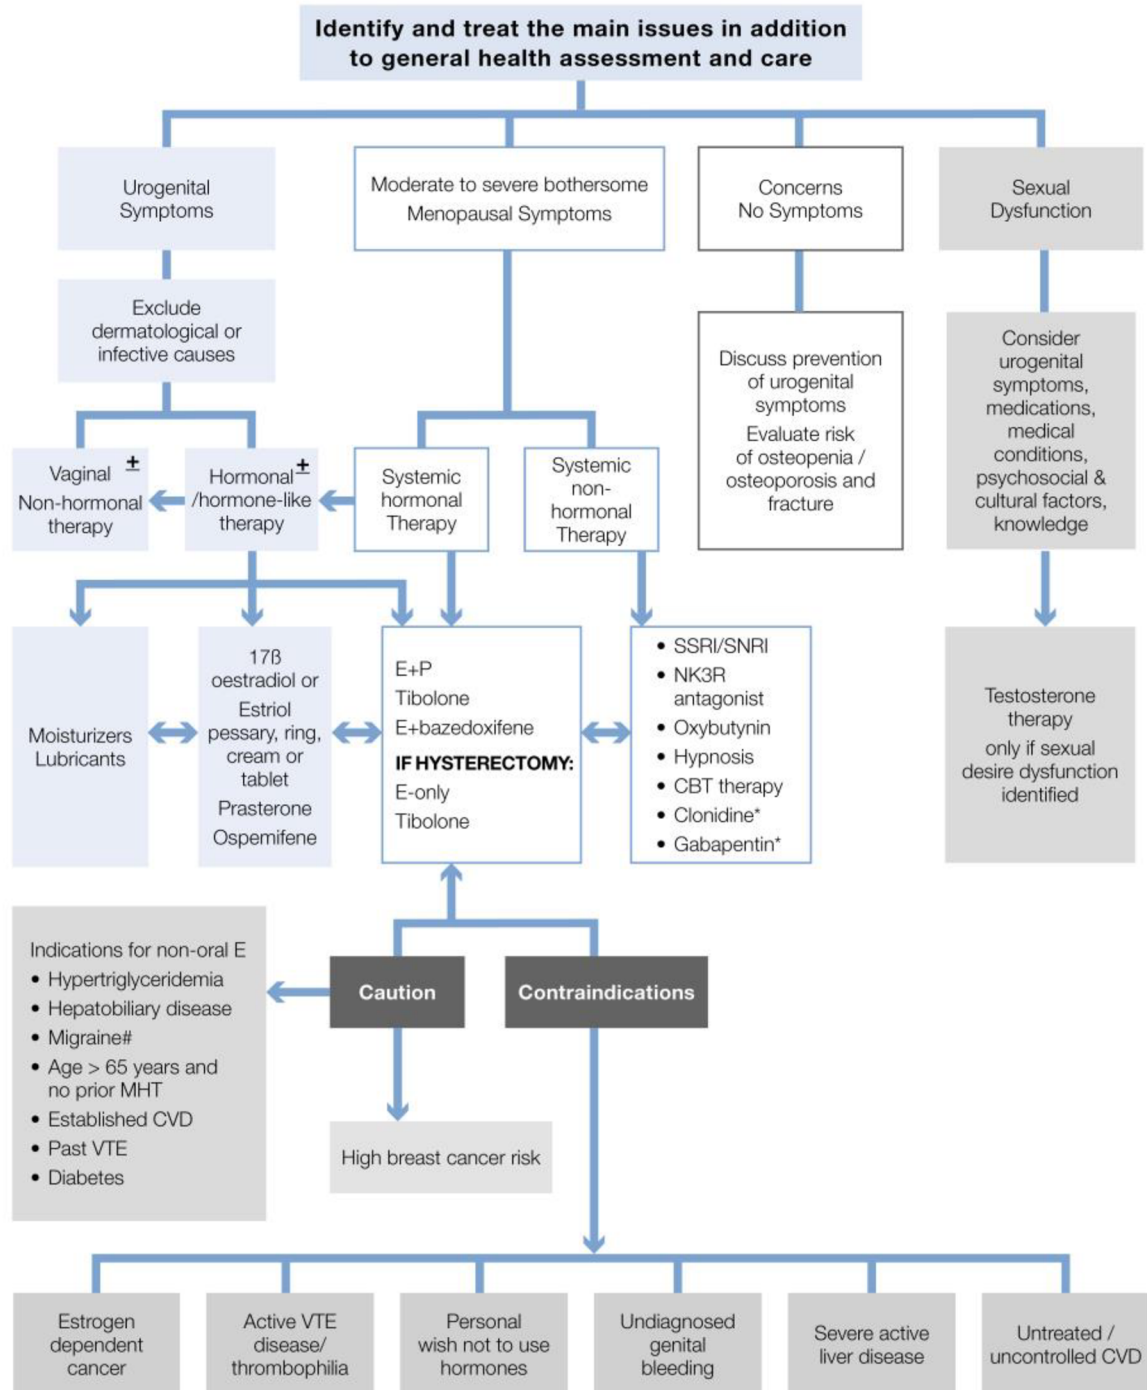 Identify and treat the main issues in addition
to general health assessment and care
Urogenital
Symptoms
Moderate to severe bothersome
Menopausal Symptoms
Concerns
No Symptoms
Sexual
Dysfunction
Exclude
dermatological or
infective causes
Discuss prevention
of urogenital
symptoms
Evaluate risk
of osteopenia /
osteoporosis and
fracture
Consider
urogenital
symptoms,
medications,
medical
conditions,
psychosocial &
cultural factors,
knowledge
Vaginal ±
Non-hormonal
therapy
Hormonal ±
/hormone-like
therapy
Systemic
hormonal
Therapy
Systemic
non-
hormonal
Therapy
Moisturizers
Lubricants
17ß
oestradiol or
Estriol
pessary, ring,
cream or
tablet
Prasterone
Ospemifene
E+P
Tibolone
E+bazedoxifene
IF HYSTERECTOMY:
E-only
Tibolone
• SSRI/SNRI
• NK3R
antagonist
• Oxybutynin
• Hypnosis
• CBT therapy
• Clonidine*
• Gabapentin*
Testosterone
therapy
only if sexual
desire dysfunction
identified
Indications for non-oral E
• Hypertriglyceridemia
• Hepatobiliary disease
• Migraine#
• Age > 65 years and
no prior MHT
• Established CVD
• Past VTE
• Diabetes
Caution
Contraindications
High breast cancer risk
Estrogen
dependent
cancer
Active VTE
disease/
thrombophilia
Personal
wish not to use
hormones
Undiagnosed
genital
bleeding
Severe active
liver disease
Untreated /
uncontrolled CVD